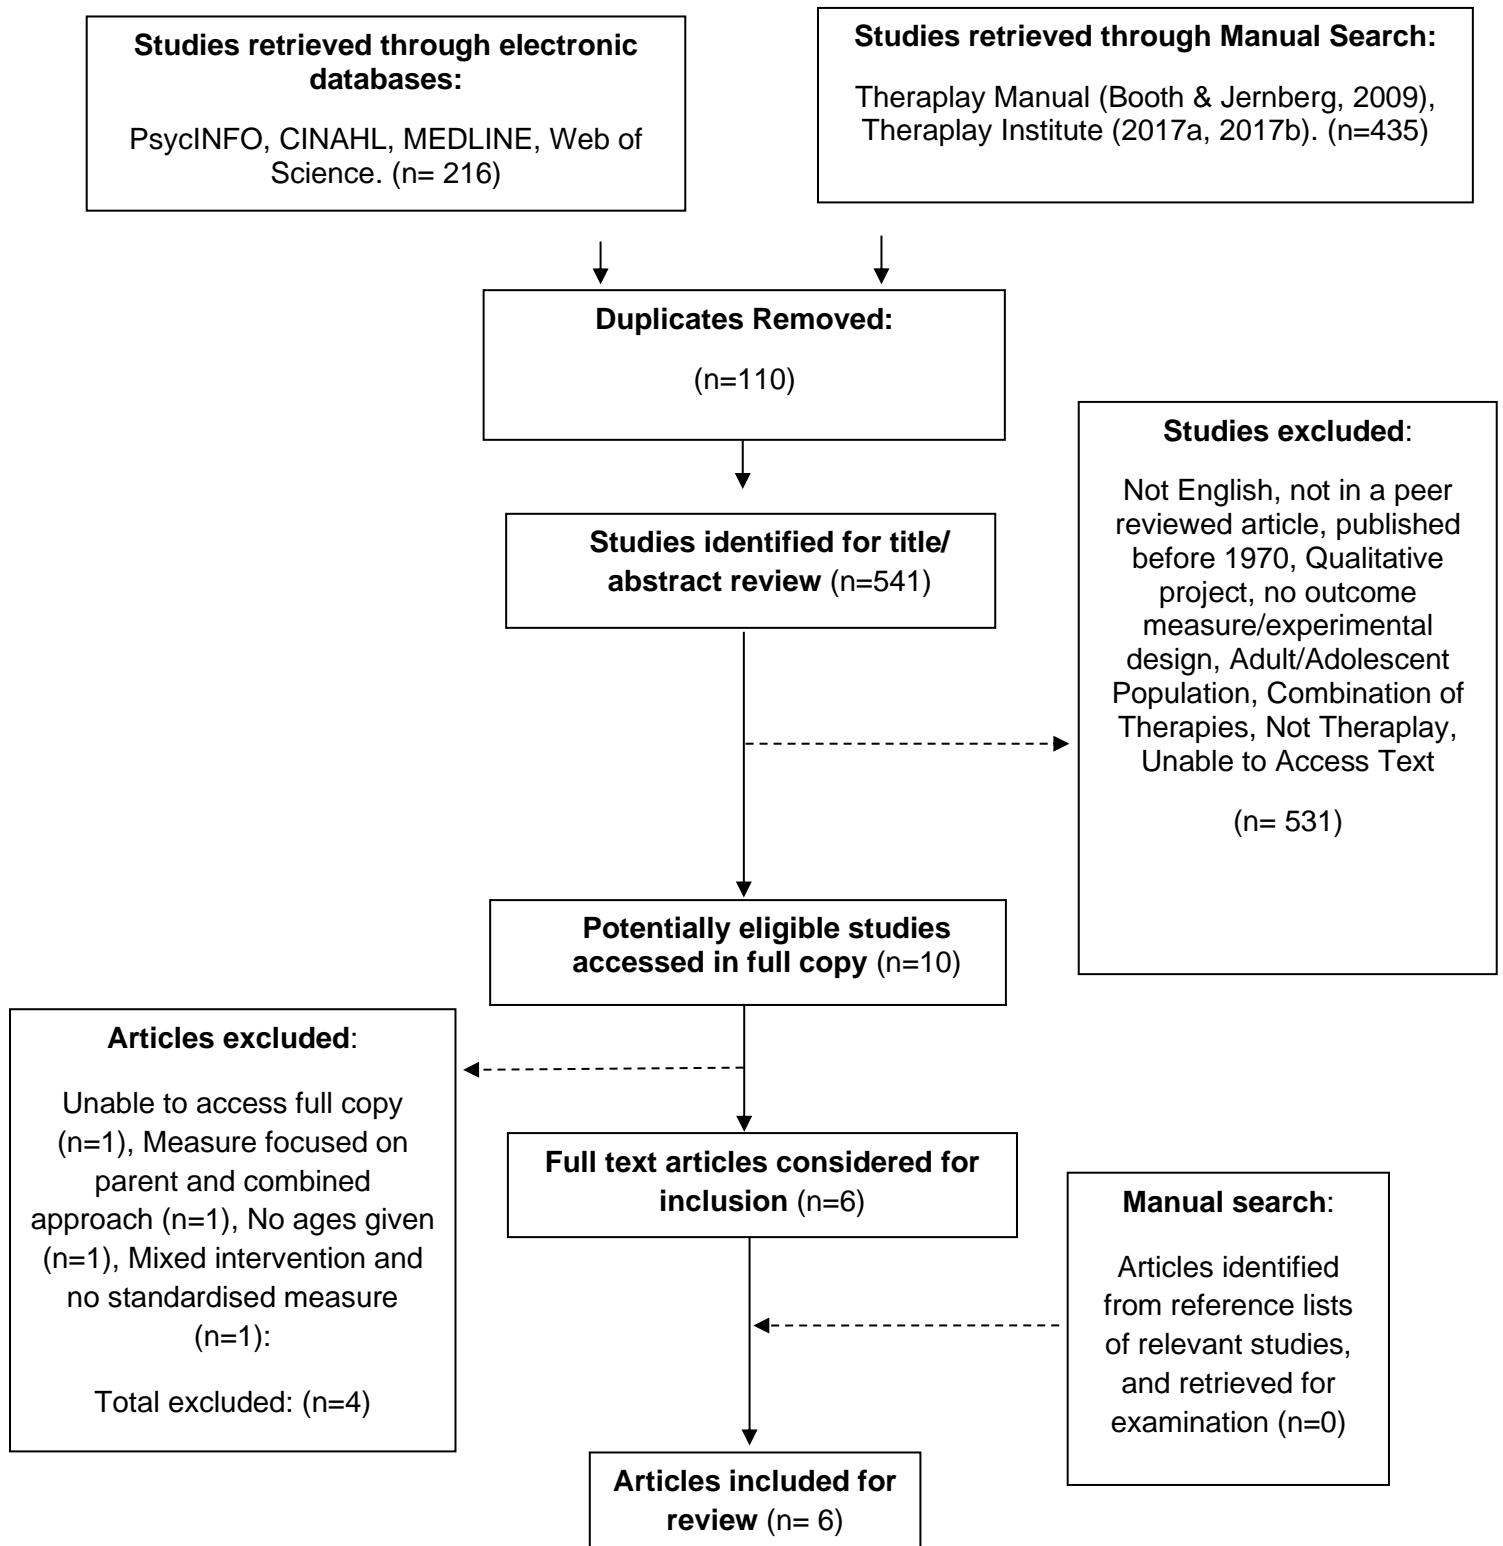 Studies retrieved through electronic
databases:
PsycINFO, CINAHL, MEDLINE, Web of
Science. (n= 216)
Studies retrieved through Manual Search:
Theraplay Manual (Booth & Jernberg, 2009),
Theraplay Institute (2017a, 2017b). (n=435)
Duplicates Removed:
(n=110)
Studies identified for title/
abstract review (n=541)
Studies excluded:
Not English, not in a peer
reviewed article, published
before 1970, Qualitative
project, no outcome
measure/experimental
design, Adult/Adolescent
Population, Combination of
Therapies, Not Theraplay,
Unable to Access Text
(n= 531)
Potentially eligible studies
accessed in full copy (n=10)
Articles excluded:
Unable to access full copy
(n=1), Measure focused on
parent and combined
approach (n=1), No ages given
(n=1), Mixed intervention and
no standardised measure
(n=1):
Total excluded: (n=4)
Full text articles considered for
inclusion (n=6)
Manual search:
Articles identified
from reference lists
of relevant studies,
and retrieved for
examination (n=0)
Articles included for
review (n= 6)